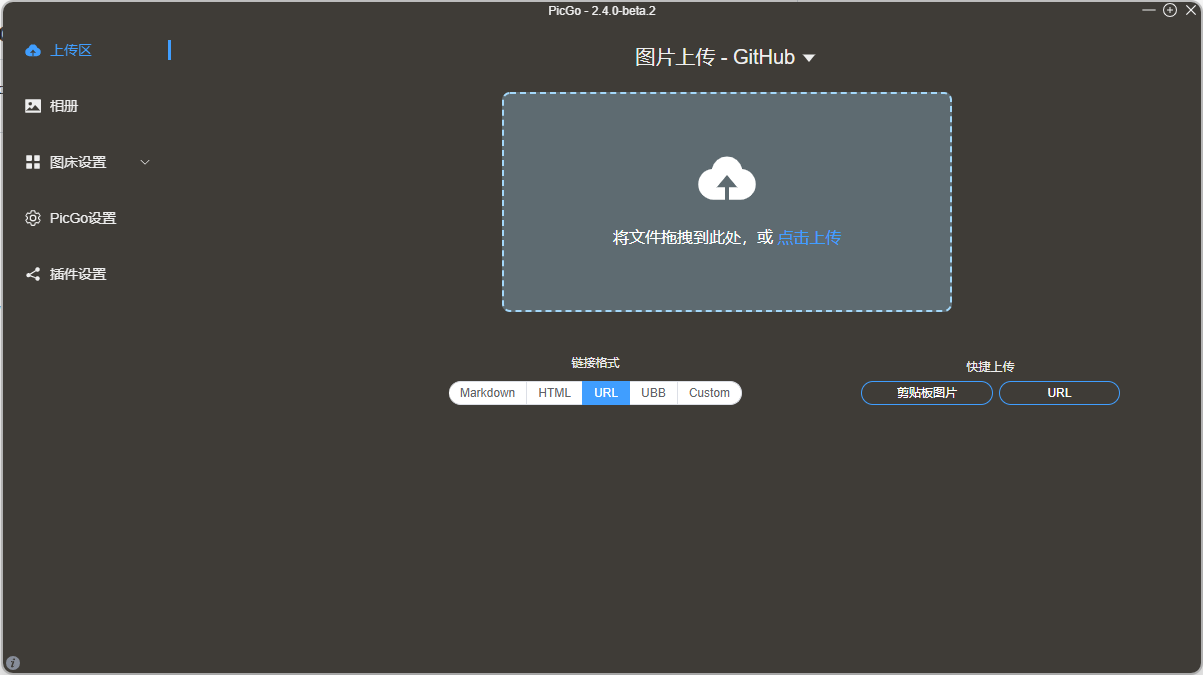 PicGo - 2.4.0-beta.2
上传区
相册
图床设置
PicGo设置
插件设置
图片上传 - GitHub
将文件拖拽到此处，或 点击上传
链接格式
Markdown HTML URL UBB Custom
快捷上传
剪贴板图片 URL